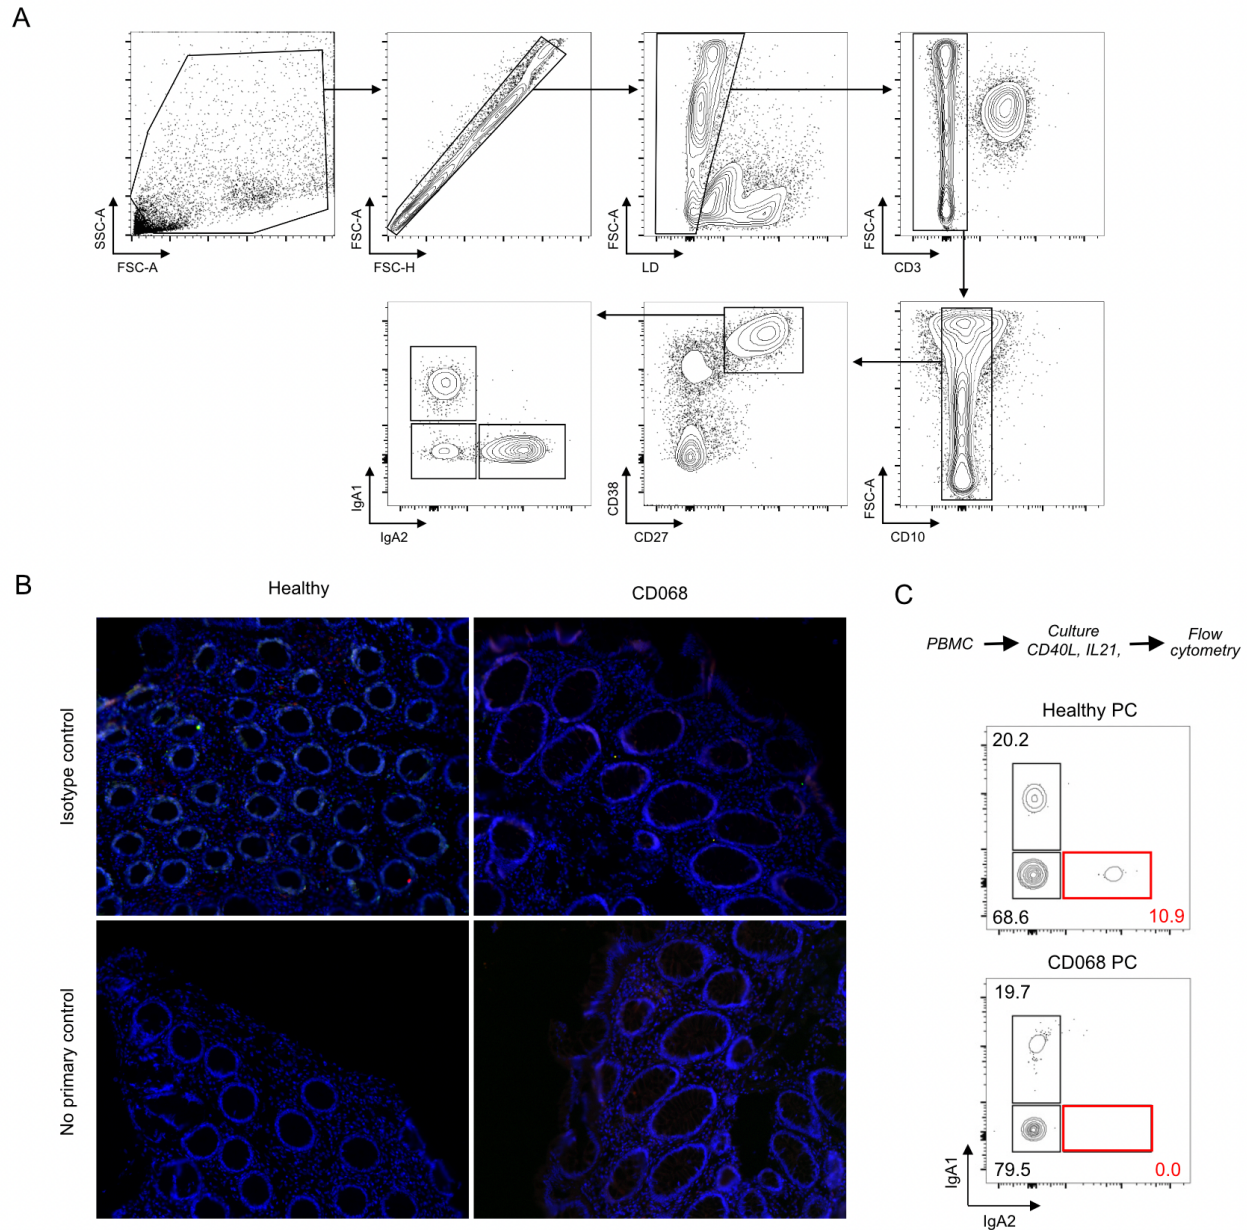 A
SSC-A
FSC-A
FSC-A
FSC-H
FSC-A
LD
FSC-A
CD3
IgA1
IgA2
CD38
CD27
FSC-A
CD10
B
Healthy
CD068
Isotype control
No primary control
C
PBMC
Culture
CD40L, IL21,
Flow
cytometry
Healthy PC
20.2
68.6
10.9
CD068 PC
19.7
79.5
0.0
IgA1
IgA2